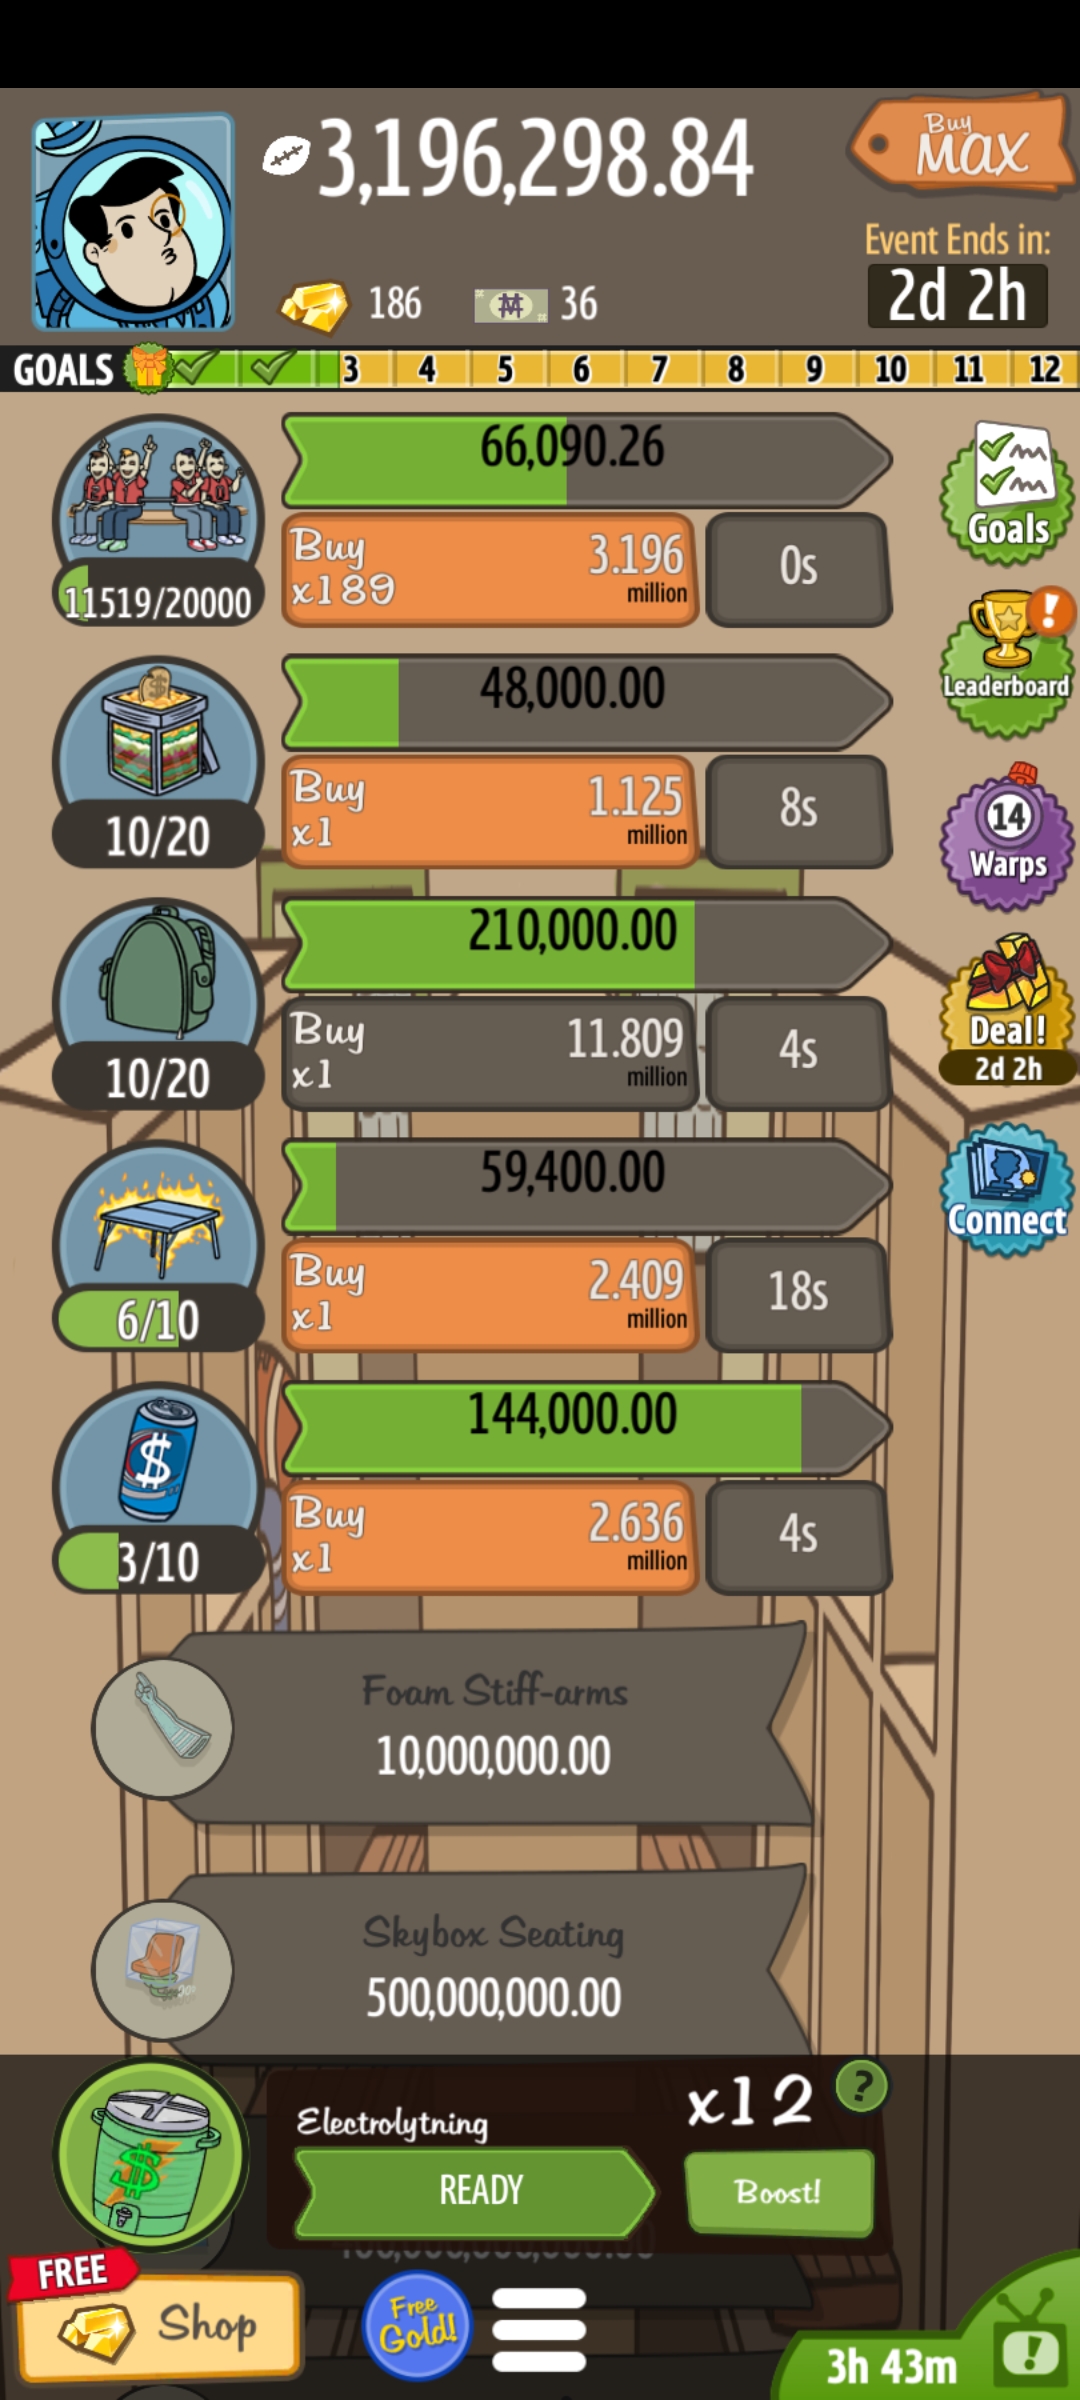 3,196,298.84
Buy
MAX
Event Ends in:
2d 2h
186
36
GOALS 3 4 5 6 7 8 9 10 11 12
66,090.26
Buy
x189
3.196
million
0s
11519/20000
Goals
48,000.00
Buy
x1
1.125
million
8s
10/20
Leaderboard
210,000.00
Buy
x1
11.809
million
4s
10/20
14
Warps
Deal!
2d 2h
59,400.00
Buy
x1
2.409
million
18s
6/10
Connect
144,000.00
Buy
x1
2.636
million
4s
3/10
Foam Stiff-arms
10,000,000.00
Skybox Seating
500,000,000.00
Electrolytning
x12
?
READY
Boost!
FREE
Shop
Free
Gold!
3h 43m